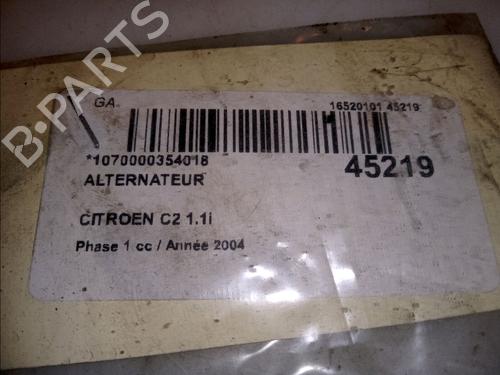 GA.
16520101 45219
*1070000354018
45219
ALTERNATEUR
CITROEN C2 1.1i
Phase 1 cc / Année 2004
B-PARTS